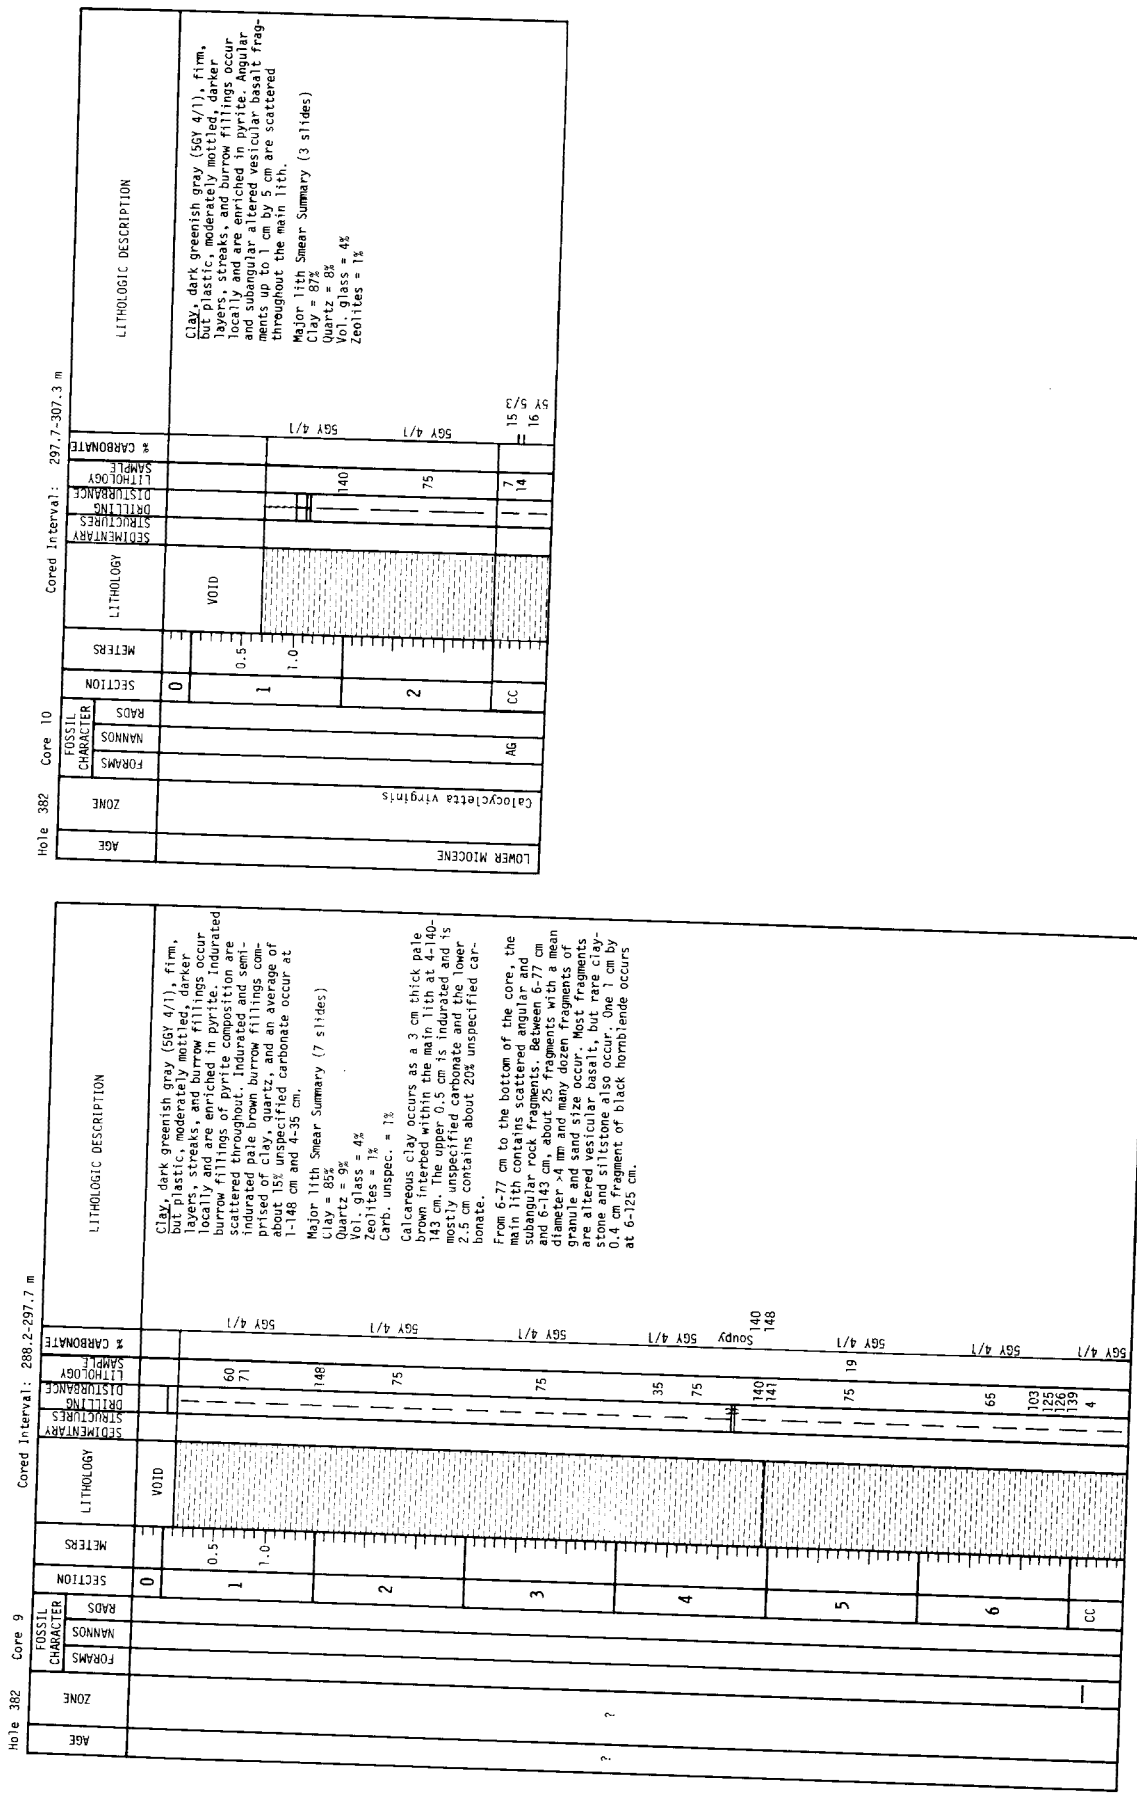 Hole 382 Core 9 Cored Interval: 288.2-297.7 m
AGE
ZONE
FOSSIL CHARACTER
FORAMS
NANNOS
RADS
SECTION
METERS
LITHOLOGY
SEDIMENTARY STRUCTURES
DRILLING DISTURBANCE
LITHOLOGY SAMPLE
% CARBONATE
LITHOLOGIC DESCRIPTION
?
?
0
1
2
3
4
5
6
CC
0.5
1.0
VOID
60
71
148
75
75
35
75
140
141
75
65
103
125
126
139
4
19
5GY 4/1
5GY 4/1
5GY 4/1
5GY 4/1
Soupy
140
148
5GY 4/1
5GY 4/1
5GY 4/1
Clay, dark greenish gray (5GY 4/1), firm,
but plastic, moderately mottled, darker
layers, streaks, and burrow fillings occur
locally and are enriched in pyrite. Indurated
burrow fillings of pyrite composition are
scattered throughout. Indurated and semi-
indurated pale brown burrow fillings com-
prised of clay, quartz, and an average of
about 15% unspecified carbonate occur at
1-148 cm and 4-35 cm.
Major lith Smear Summary (7 slides)
Clay = 85%
Quartz = 9%
Vol. glass = 4%
Zeolites = 1%
Carb. unspec. = 1%
Calcareous clay occurs as a 3 cm thick pale
brown interbed within the main lith at 4-140-
143 cm. The upper 0.5 cm is indurated and is
mostly unspecified carbonate and the lower
2.5 cm contains about 20% unspecified car-
bonate.
From 6-77 cm to the bottom of the core, the
main lith contains scattered angular and
subangular rock fragments. Between 6-77 cm
and 6-143 cm, about 25 fragments with a mean
diameter >4 mm and many dozen fragments of
granule and sand size occur. Most fragments
are altered vesicular basalt, but rare clay-
stone and siltstone also occur. One 1 cm by
0.4 cm fragment of black hornblende occurs
at 6-125 cm.
Hole 382 Core 10 Cored Interval: 297.7-307.3 m
AGE
ZONE
FOSSIL CHARACTER
FORAMS
NANNOS
RADS
SECTION
METERS
LITHOLOGY
SEDIMENTARY STRUCTURES
DRILLING DISTURBANCE
LITHOLOGY SAMPLE
% CARBONATE
LITHOLOGIC DESCRIPTION
LOWER MIOCENE
Calocycletta virginis
AG
0
1
2
CC
0.5
1.0
VOID
140
75
7
14
5GY 4/1
5GY 4/1
15
16
5Y 5/3
Clay, dark greenish gray (5GY 4/1), firm,
but plastic, moderately mottled, darker
layers, streaks, and burrow fillings occur
locally and are enriched in pyrite. Angular
and subangular altered vesicular basalt frag-
ments up to 1 cm by 5 cm are scattered
throughout the main lith.
Major lith Smear Summary (3 slides)
Clay = 87%
Quartz = 8%
Vol. glass = 4%
Zeolites = 1%